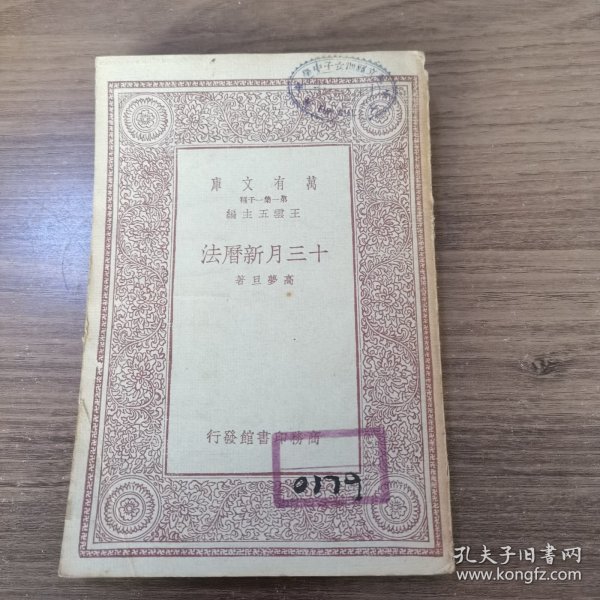 萬有文庫
第一集一千種
王雲五主編
十三月新曆法
高夢旦著
商務印書館發行
0179
孔夫子旧书网
www.kongfz.com